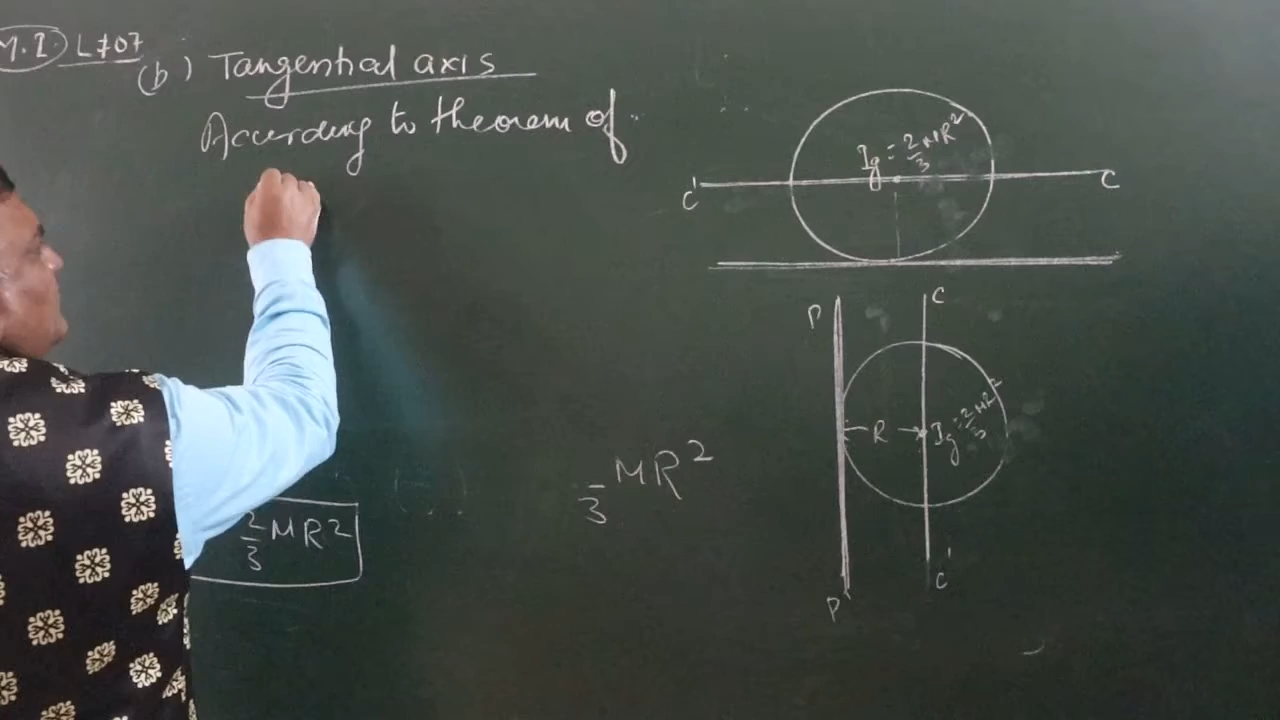 M.I. L#07
(b) Tangential axis
According to theorem of
Ig = 2/3 MR²
C' C
P C
R Ig = 2/3 MR²
2/3 MR²
/3 MR²
P' C'